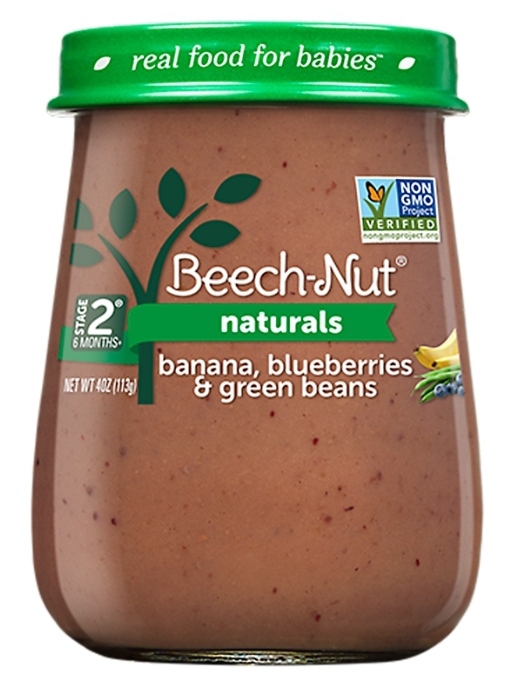 real food for babies™
NON
GMO
Project
VERIFIED
nongmoproject.org
Beech-Nut®
naturals
STAGE
2®
6 MONTHS+
banana, blueberries
& green beans
NET WT 4OZ (113g)